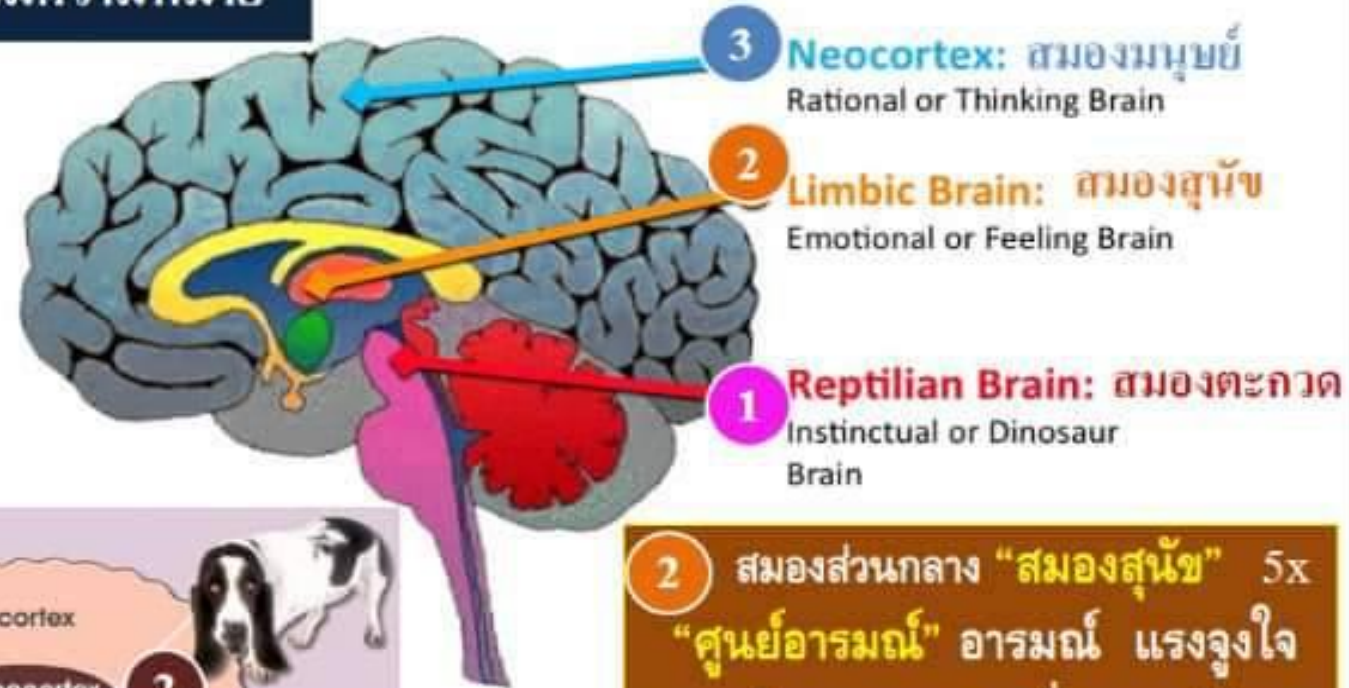 3
Neocortex: สมองมนุษย์
Rational or Thinking Brain
2
Limbic Brain: สมองสุนัข
Emotional or Feeling Brain
1
Reptilian Brain: สมองตะกวด
Instinctual or Dinosaur
Brain
cortex
2 สมองส่วนกลาง “สมองสุนัข” 5x
“ศูนย์อารมณ์” อารมณ์ แรงจูงใจ